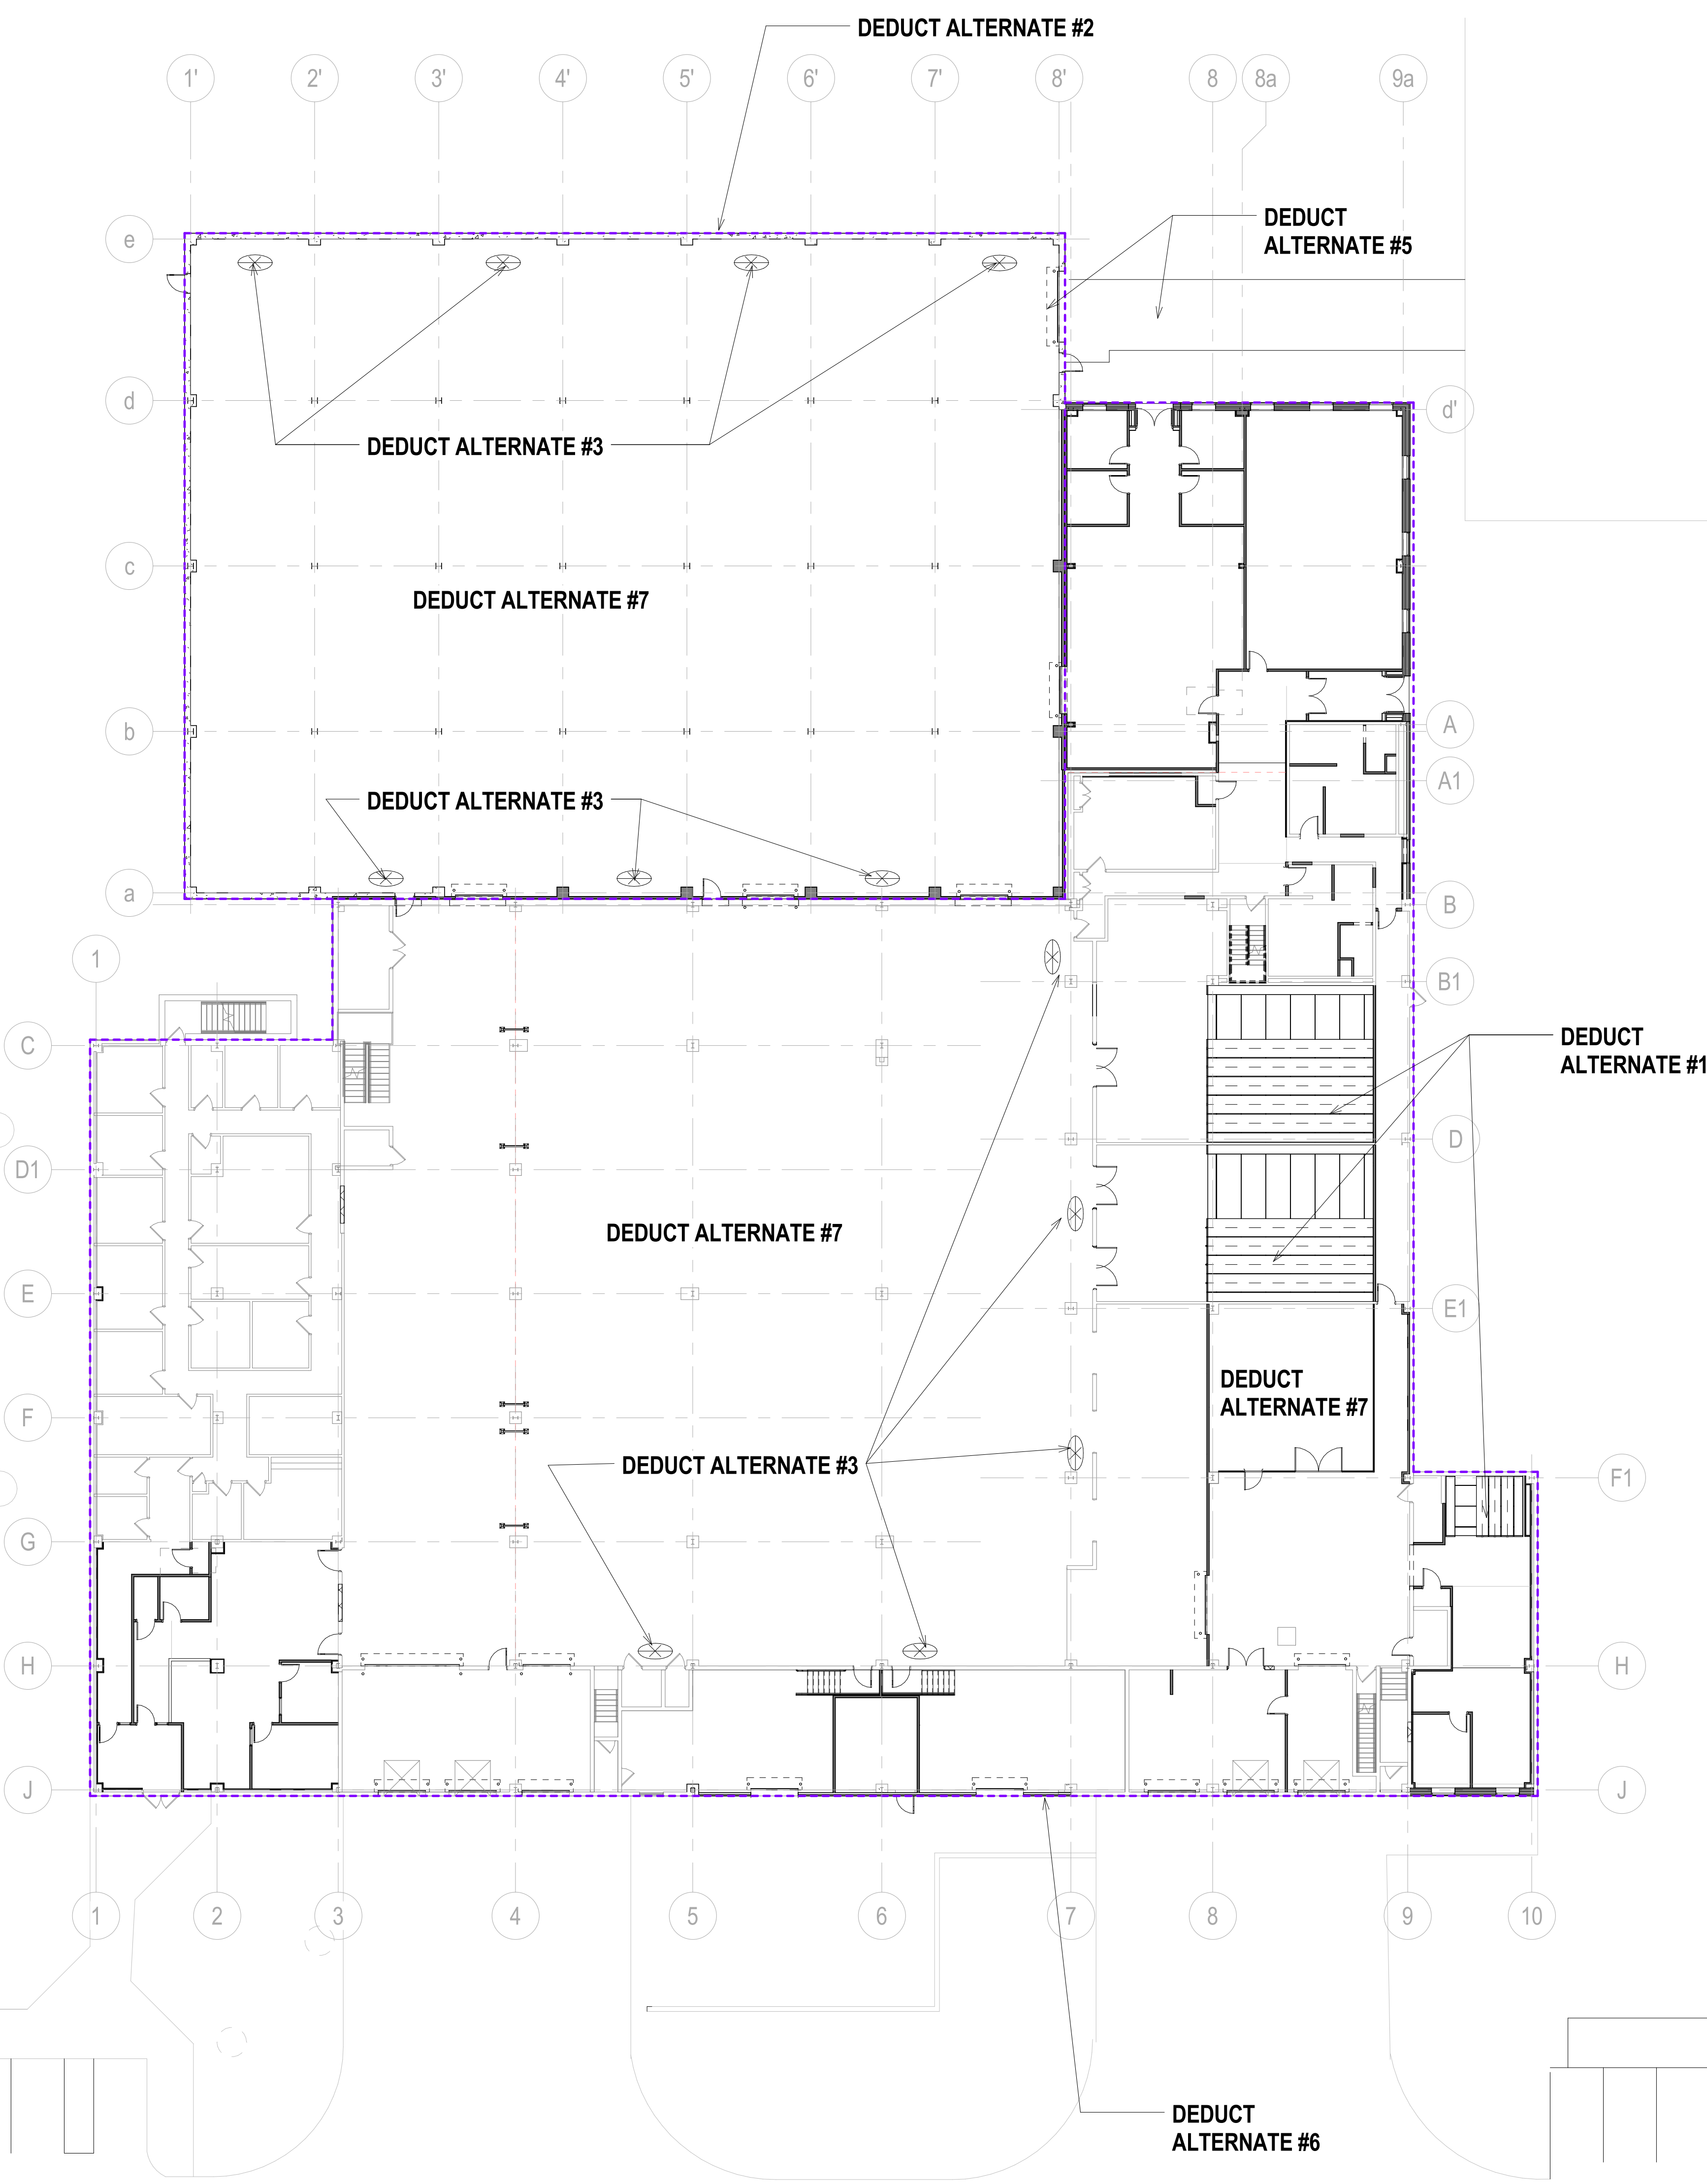 DEDUCT ALTERNATE #2
1'
2'
3'
4'
5'
6'
7'
8'
8
8a
9a
DEDUCT
ALTERNATE #5
e
d
d'
DEDUCT ALTERNATE #3
c
DEDUCT ALTERNATE #7
b
A
A1
DEDUCT ALTERNATE #3
a
B
1
B1
C
DEDUCT
ALTERNATE #1
D
D1
DEDUCT ALTERNATE #7
E
E1
DEDUCT
ALTERNATE #7
F
DEDUCT ALTERNATE #3
F1
G
H
H
J
J
1
2
3
4
5
6
7
8
9
10
DEDUCT
ALTERNATE #6